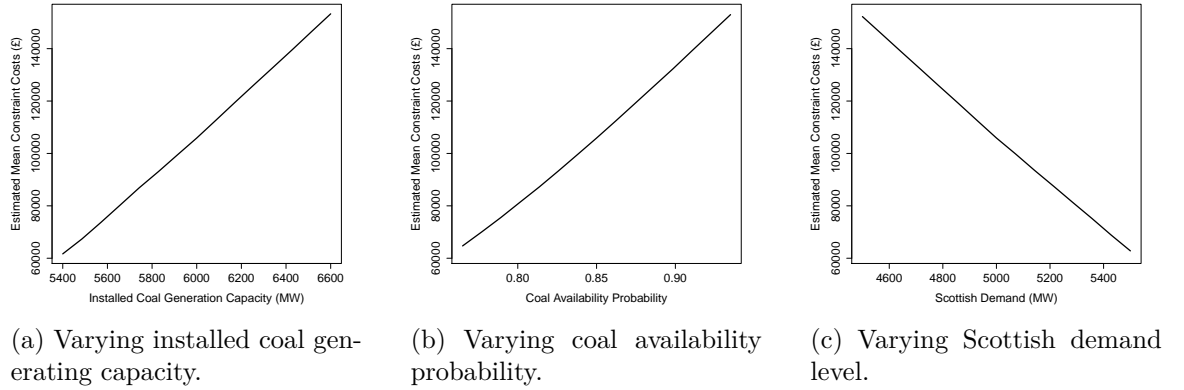 Estimated Mean Constraint Costs (£)
60000 80000 100000 120000 140000
5400 5600 5800 6000 6200 6400 6600
Installed Coal Generation Capacity (MW)
(a) Varying installed coal gen-
erating capacity.
Estimated Mean Constraint Costs (£)
60000 80000 100000 120000 140000
0.80 0.85 0.90
Coal Availability Probability
(b) Varying coal availability
probability.
Estimated Mean Constraint Costs (£)
60000 80000 100000 120000 140000
4600 4800 5000 5200 5400
Scottish Demand (MW)
(c) Varying Scottish demand
level.